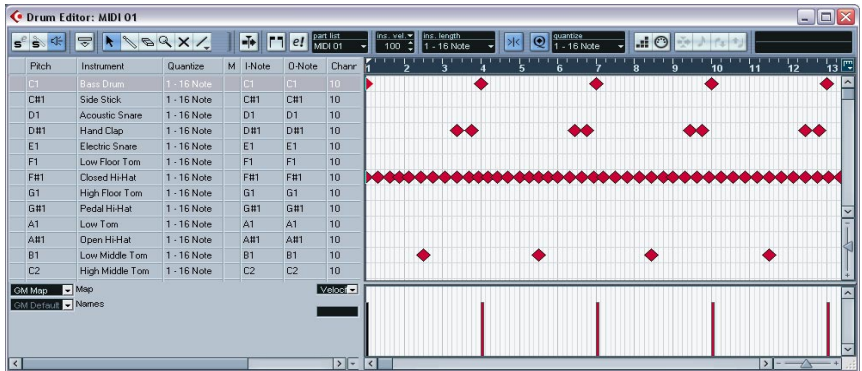 Drum Editor: MIDI 01
part list ins. vel. ins. length quantize
MIDI 01 100 1 - 16 Note 1 - 16 Note
Pitch Instrument Quantize M I-Note O-Note Chanr 1 2 3 4 5 6 7 8 9 10 11 12 13
C1 Bass Drum 1 - 16 Note C1 C1 10
C#1 Side Stick 1 - 16 Note C#1 C#1 10
D1 Acoustic Snare 1 - 16 Note D1 D1 10
D#1 Hand Clap 1 - 16 Note D#1 D#1 10
E1 Electric Snare 1 - 16 Note E1 E1 10
F1 Low Floor Tom 1 - 16 Note F1 F1 10
F#1 Closed Hi-Hat 1 - 16 Note F#1 F#1 10
G1 High Floor Tom 1 - 16 Note G1 G1 10
G#1 Pedal Hi-Hat 1 - 16 Note G#1 G#1 10
A1 Low Tom 1 - 16 Note A1 A1 10
A#1 Open Hi-Hat 1 - 16 Note A#1 A#1 10
B1 Low Middle Tom 1 - 16 Note B1 B1 10
C2 High Middle Tom 1 - 16 Note C2 C2 10
GM Map Map Veloci
GM Default Names